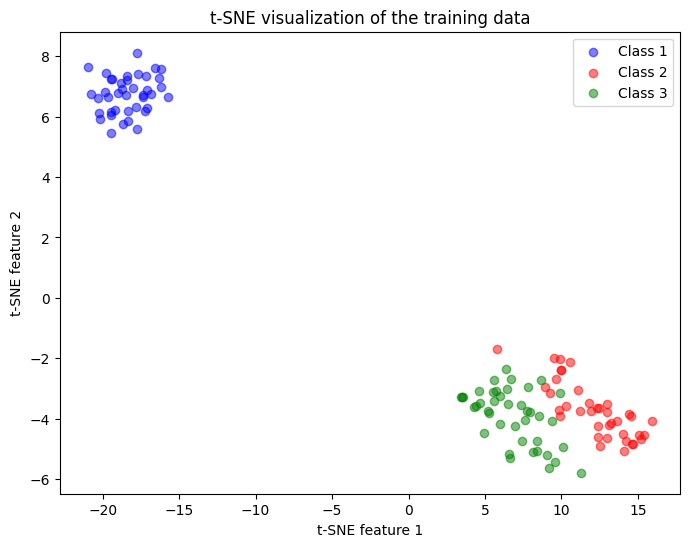 t-SNE visualization of the training data
Class 1
Class 2
Class 3
8
6
4
2
0
−2
−4
−6
t-SNE feature 2
−20
−15
−10
−5
0
5
10
15
t-SNE feature 1